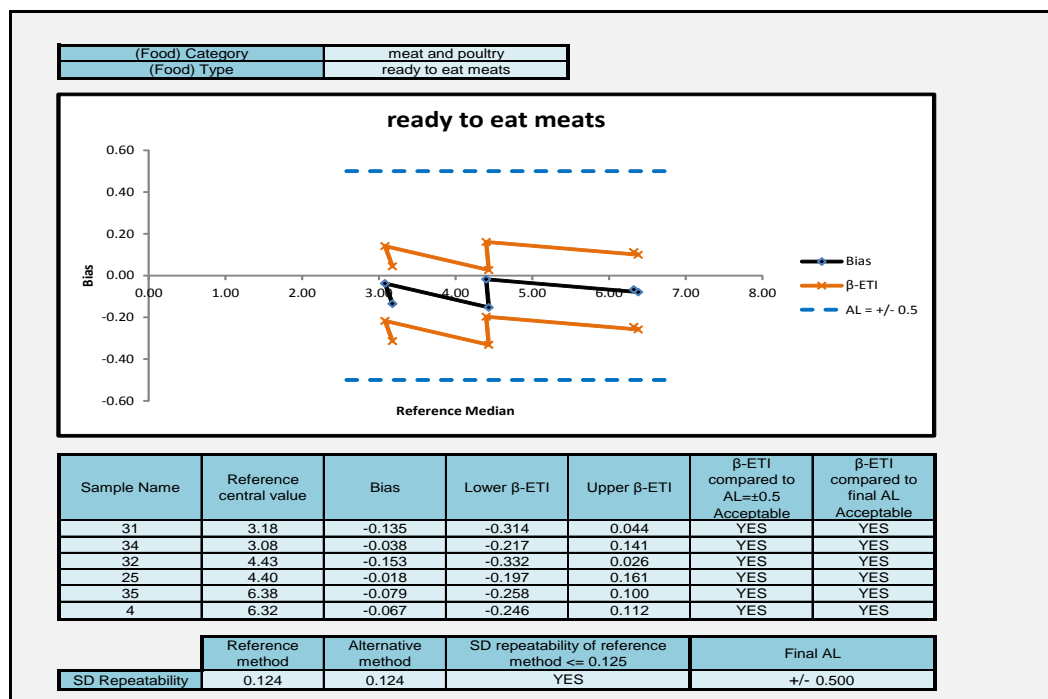 (Food) Category meat and poultry
(Food) Type ready to eat meats
ready to eat meats
0.60
0.40
0.20
0.00
-0.20
-0.40
-0.60
0.00 1.00 2.00 3.00 4.00 5.00 6.00 7.00 8.00
Bias
Reference Median
Bias
β-ETI
AL = +/- 0.5
Sample Name Reference central value Bias Lower β-ETI Upper β-ETI β-ETI compared to AL=±0.5 Acceptable β-ETI compared to final AL Acceptable
31 3.18 -0.135 -0.314 0.044 YES YES
34 3.08 -0.038 -0.217 0.141 YES YES
32 4.43 -0.153 -0.332 0.026 YES YES
25 4.40 -0.018 -0.197 0.161 YES YES
35 6.38 -0.079 -0.258 0.100 YES YES
4 6.32 -0.067 -0.246 0.112 YES YES
Reference method Alternative method SD repeatability of reference method <= 0.125 Final AL
SD Repeatability 0.124 0.124 YES +/- 0.500